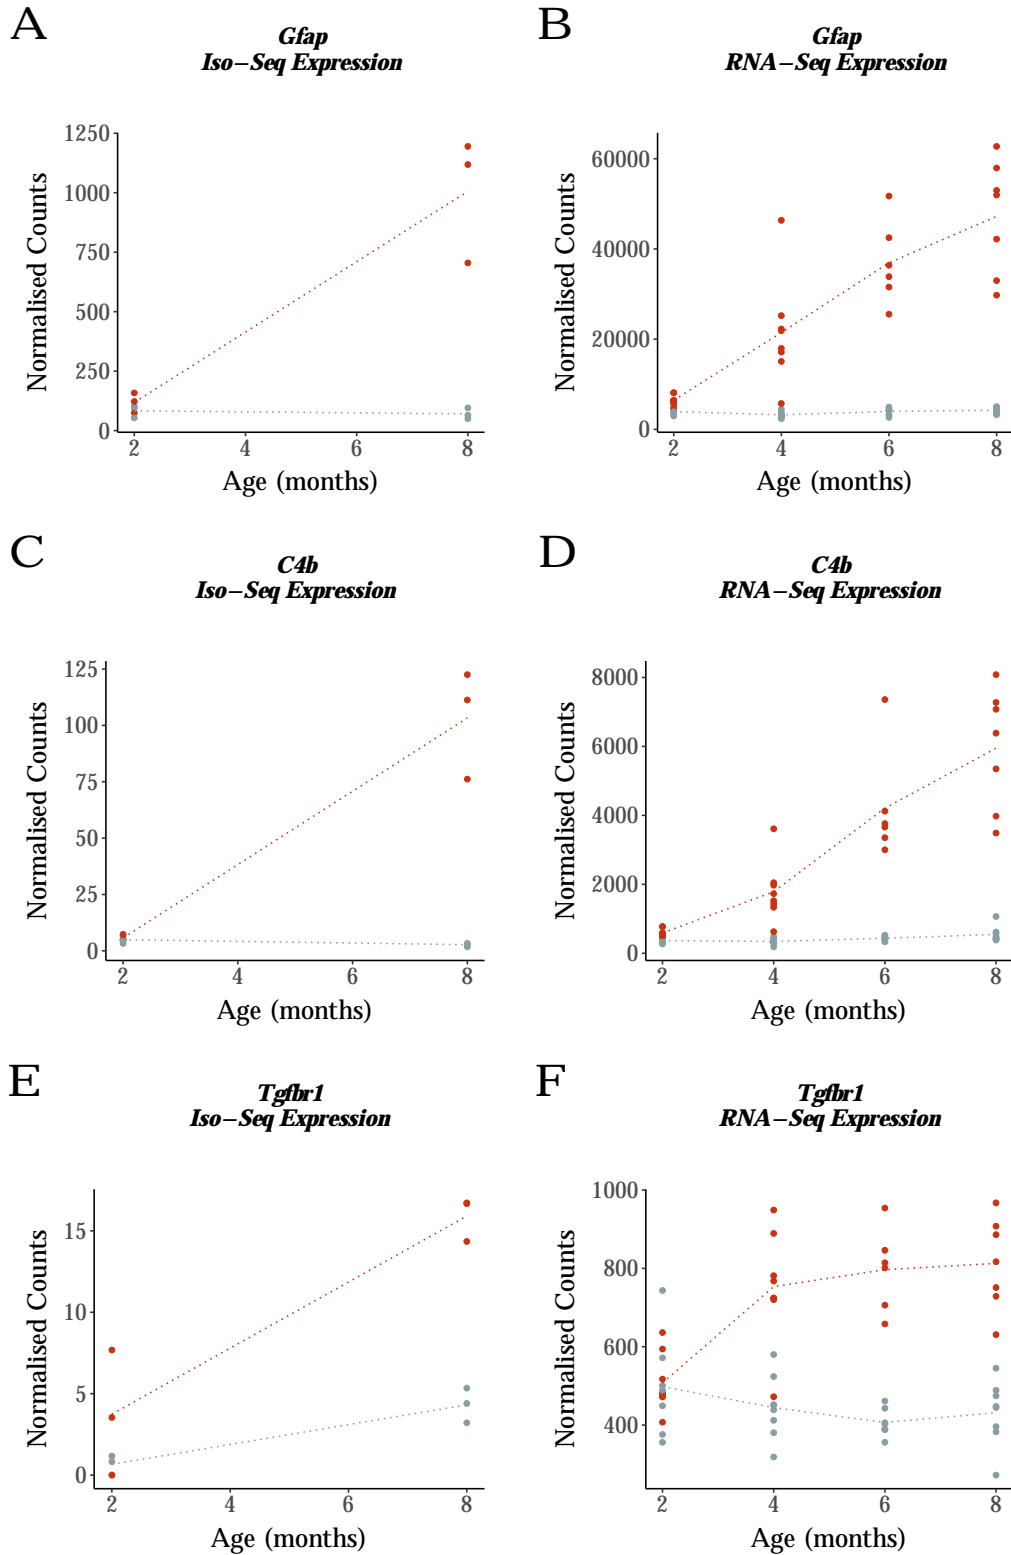 A
Gfap
Iso–Seq Expression
Normalised Counts
1250
1000
750
500
250
0
2 4 6 8
Age (months)
B
Gfap
RNA–Seq Expression
Normalised Counts
60000
40000
20000
0
2 4 6 8
Age (months)
C
C4b
Iso–Seq Expression
Normalised Counts
125
100
75
50
25
0
2 4 6 8
Age (months)
D
C4b
RNA–Seq Expression
Normalised Counts
8000
6000
4000
2000
0
2 4 6 8
Age (months)
E
Tgfbr1
Iso–Seq Expression
Normalised Counts
15
10
5
0
2 4 6 8
Age (months)
F
Tgfbr1
RNA–Seq Expression
Normalised Counts
1000
800
600
400
2 4 6 8
Age (months)